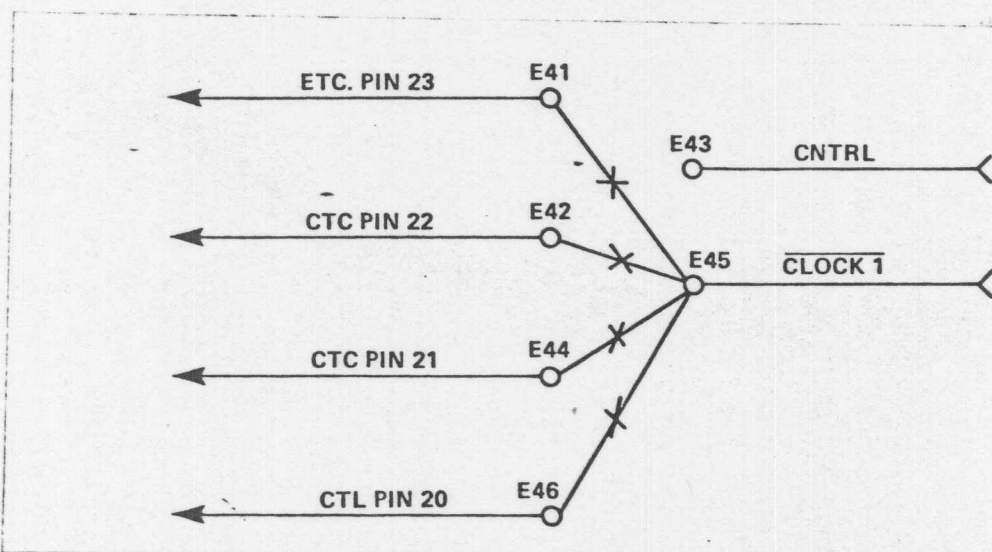 E41
ETC. PIN 23
E43
CNTRL
E42
CTC PIN 22
E45
CLOCK 1
E44
CTC PIN 21
E46
CTL PIN 20